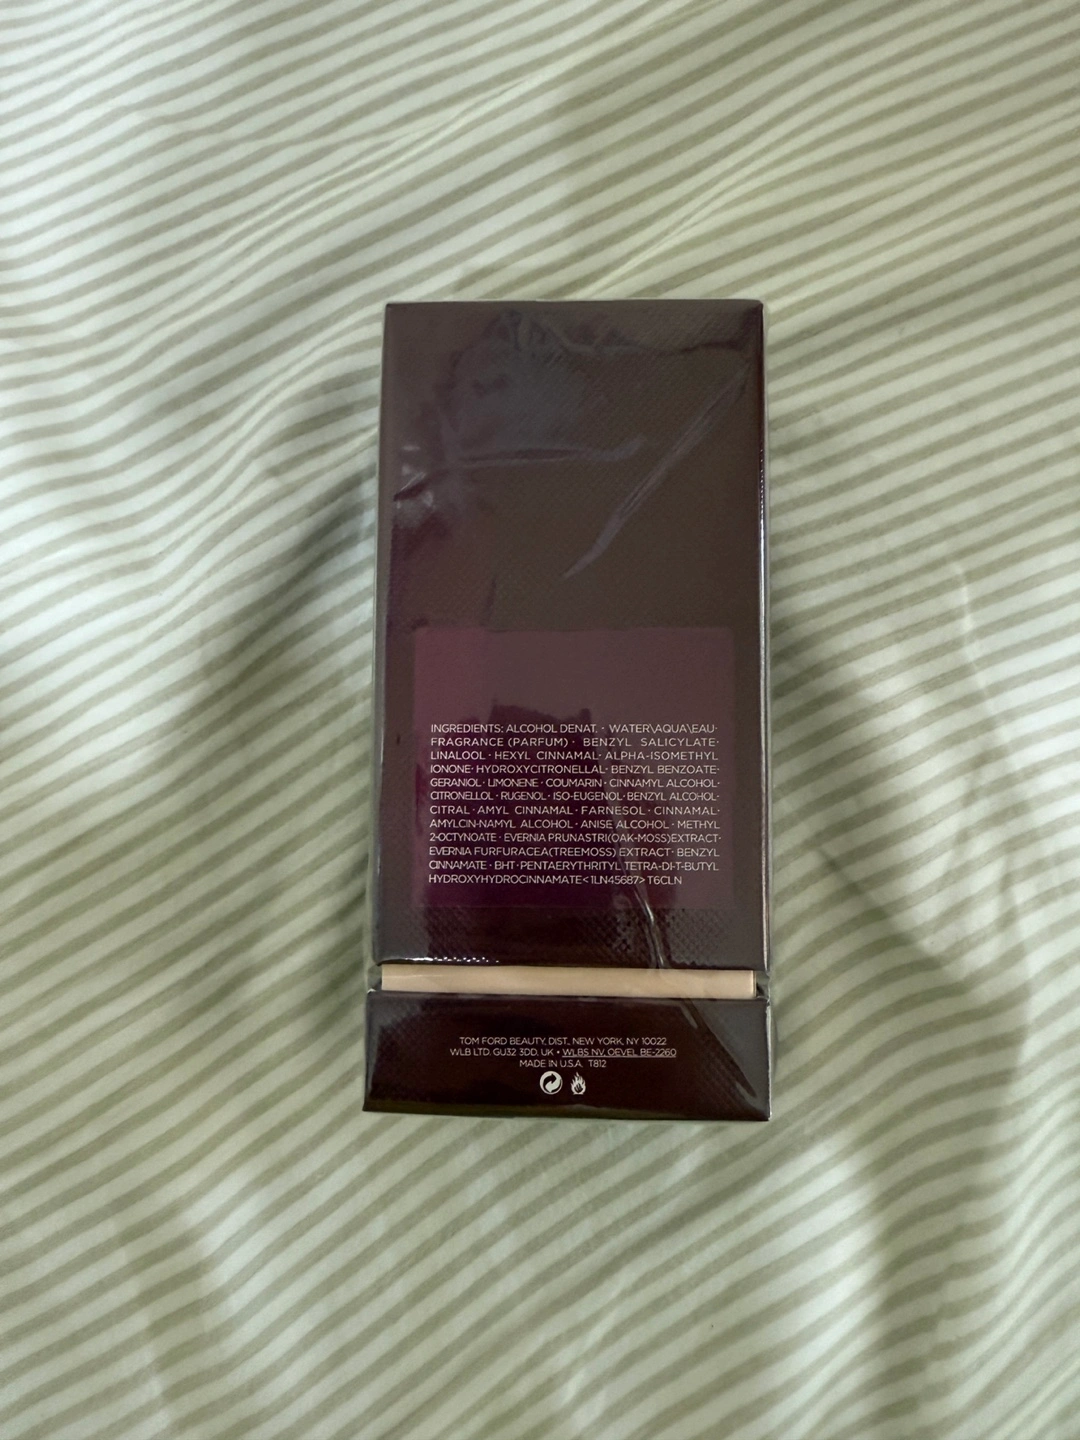 INGREDIENTS: ALCOHOL DENAT. · WATER\AQUA\EAU·
FRAGRANCE (PARFUM) · BENZYL SALICYLATE·
LINALOOL · HEXYL CINNAMAL· ALPHA-ISOMETHYL
IONONE· HYDROXYCITRONELLAL· BENZYL BENZOATE·
GERANIOL · LIMONENE · COUMARIN · CINNAMYL ALCOHOL·
CITRONELLOL · RUGENOL · ISO-EUGENOL · BENZYL ALCOHOL·
CITRAL · AMYL CINNAMAL · FARNESOL · CINNAMAL·
AMYLCIN-NAMYL ALCOHOL · ANISE ALCOHOL · METHYL
2-OCTYNOATE · EVERNIA PRUNASTRI(OAK-MOSS)EXTRACT·
EVERNIA FURFURACEA(TREEMOSS) EXTRACT · BENZYL
CINNAMATE · BHT · PENTAERYTHRITYL TETRA-DI-T-BUTYL
HYDROXYHYDROCINNAMATE<1LN45687> T6CLN
TOM FORD BEAUTY, DIST., NEW YORK, NY 10022
WLB LTD. GU32 3DD, UK • WLBS NV, OEVEL BE-2260
MADE IN U.S.A. T812